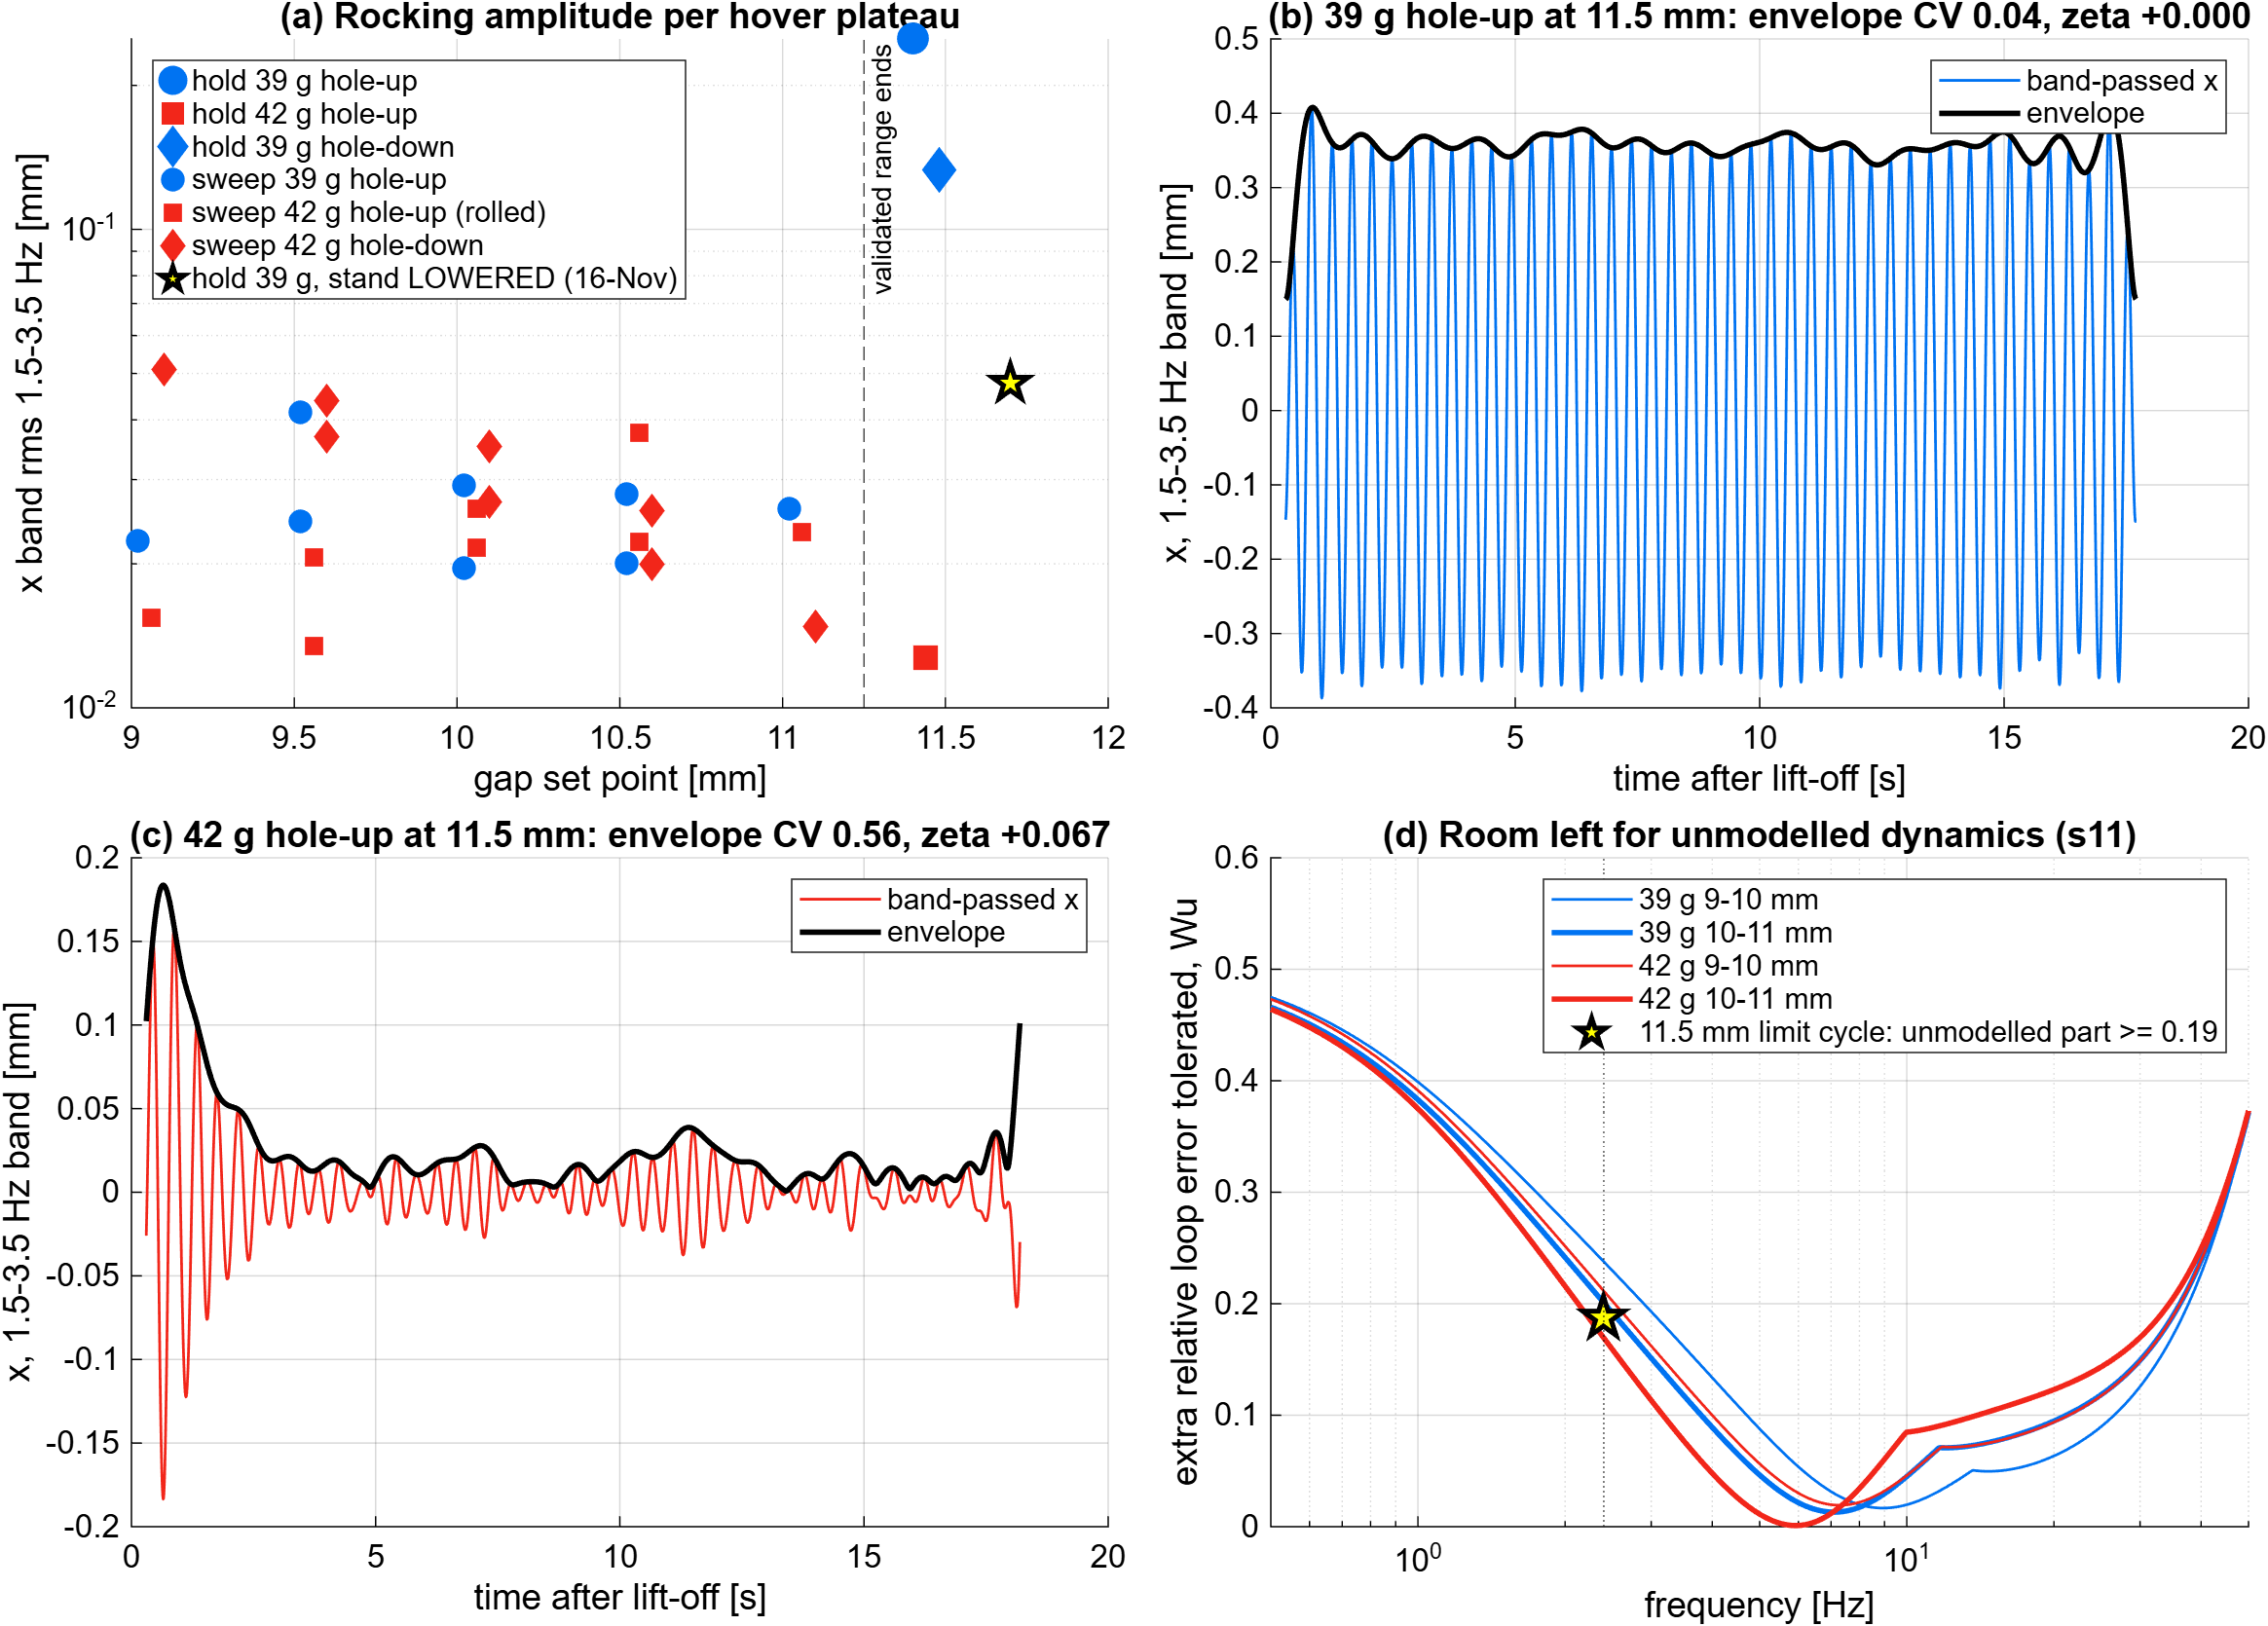 (a) Rocking amplitude per hover plateau
x band rms 1.5-3.5 Hz [mm]
10-1
10-2
hold 39 g hole-up
hold 42 g hole-up
hold 39 g hole-down
sweep 39 g hole-up
sweep 42 g hole-up (rolled)
sweep 42 g hole-down
hold 39 g, stand LOWERED (16-Nov)
validated range ends
9 9.5 10 10.5 11 11.5 12
gap set point [mm]
(b) 39 g hole-up at 11.5 mm: envelope CV 0.04, zeta +0.000
x, 1.5-3.5 Hz band [mm]
0.5
0.4
0.3
0.2
0.1
0
-0.1
-0.2
-0.3
-0.4
band-passed x
envelope
0 5 10 15 20
time after lift-off [s]
(c) 42 g hole-up at 11.5 mm: envelope CV 0.56, zeta +0.067
x, 1.5-3.5 Hz band [mm]
0.2
0.15
0.1
0.05
0
-0.05
-0.1
-0.15
-0.2
band-passed x
envelope
0 5 10 15 20
time after lift-off [s]
(d) Room left for unmodelled dynamics (s11)
extra relative loop error tolerated, Wu
0.6
0.5
0.4
0.3
0.2
0.1
0
39 g 9-10 mm
39 g 10-11 mm
42 g 9-10 mm
42 g 10-11 mm
11.5 mm limit cycle: unmodelled part >= 0.19
100 101
frequency [Hz]